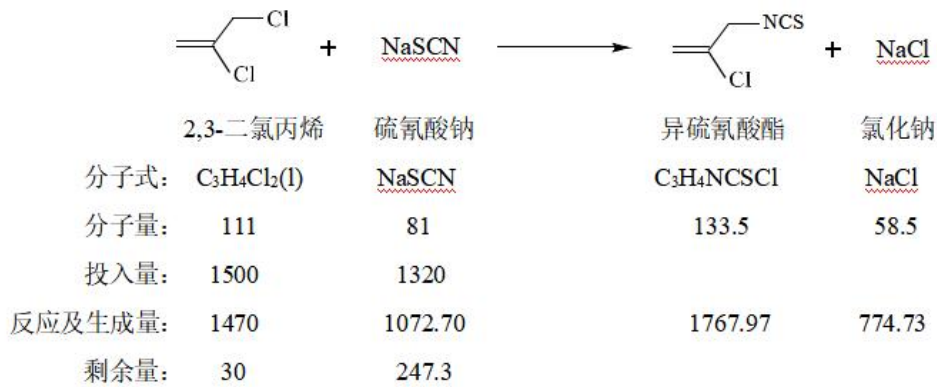 Cl + NaSCN NCS + NaCl
Cl Cl
2,3-二氯丙烯 硫氰酸钠 异硫氰酸酯 氯化钠
分子式： C₃H₄Cl₂(l) NaSCN C₃H₄NCSCl NaCl
分子量： 111 81 133.5 58.5
投入量： 1500 1320
反应及生成量： 1470 1072.70 1767.97 774.73
剩余量： 30 247.3